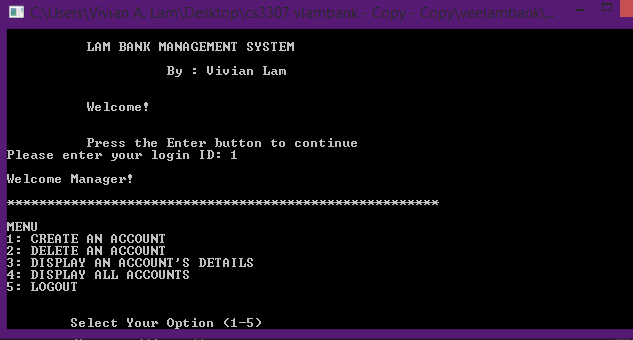 C:\Users\Vivian A. Lam\Desktop\cs3307 vlambank - Copy - Copy\veelambank\,...
LAM BANK MANAGEMENT SYSTEM
By : Vivian Lam
Welcome!
Press the Enter button to continue
Please enter your login ID: 1
Welcome Manager!
******************************************************
MENU
1: CREATE AN ACCOUNT
2: DELETE AN ACCOUNT
3: DISPLAY AN ACCOUNT'S DETAILS
4: DISPLAY ALL ACCOUNTS
5: LOGOUT
Select Your Option (1-5)